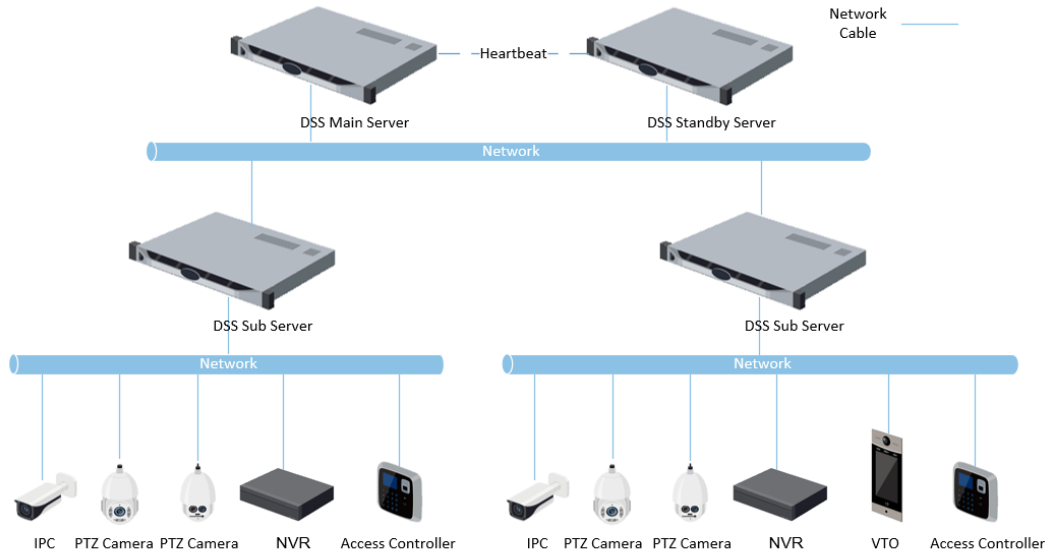 Network
Cable
Heartbeat
DSS Main Server
DSS Standby Server
Network
DSS Sub Server
DSS Sub Server
Network
Network
IPC
PTZ Camera
PTZ Camera
NVR
Access Controller
IPC
PTZ Camera
PTZ Camera
NVR
VTO
Access Controller